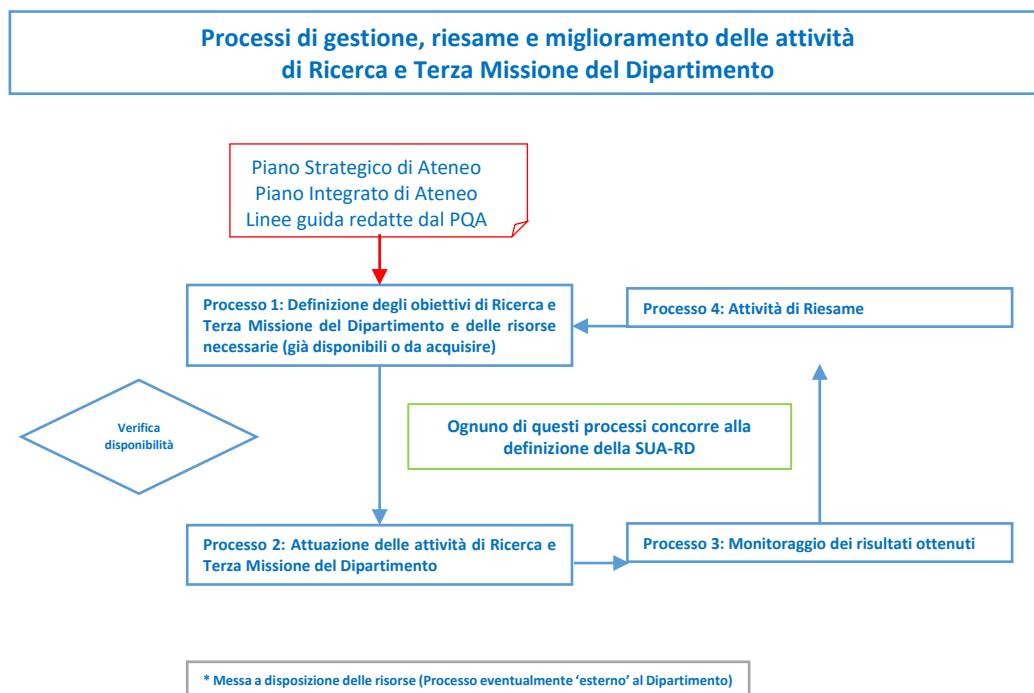 Processi di gestione, riesame e miglioramento delle attività
di Ricerca e Terza Missione del Dipartimento
Piano Strategico di Ateneo
Piano Integrato di Ateneo
Linee guida redatte dal PQA
Processo 1: Definizione degli obiettivi di Ricerca e
Terza Missione del Dipartimento e delle risorse
necessarie (già disponibili o da acquisire)
Processo 4: Attività di Riesame
Verifica
disponibilità
Ognuno di questi processi concorre alla
definizione della SUA-RD
Processo 2: Attuazione delle attività di Ricerca e
Terza Missione del Dipartimento
Processo 3: Monitoraggio dei risultati ottenuti
* Messa a disposizione delle risorse (Processo eventualmente ‘esterno’ al Dipartimento)